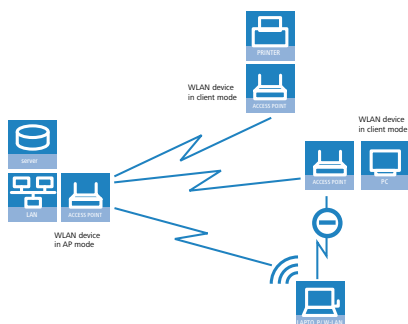 PRINTER
WLAN device
in client mode
ACCESS POINT
WLAN device
in client mode
SERVER
ACCESS POINT
PC
LAN
ACCESS POINT
WLAN device
in AP mode